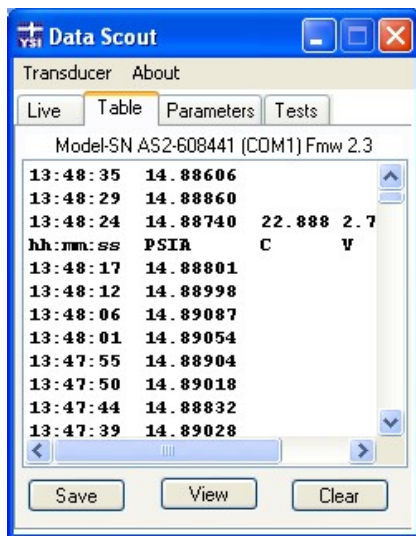 YSI Data Scout
Transducer About
Live Table Parameters Tests
Model-SN AS2-608441 (COM1) Fmw 2.3
13:48:35 14.88606
13:48:29 14.88860
13:48:24 14.88740 22.888 2.7
hh:mm:ss PSIA C V
13:48:17 14.88801
13:48:12 14.88998
13:48:06 14.89087
13:48:01 14.89054
13:47:55 14.88904
13:47:50 14.89018
13:47:44 14.88832
13:47:39 14.89028
Save View Clear